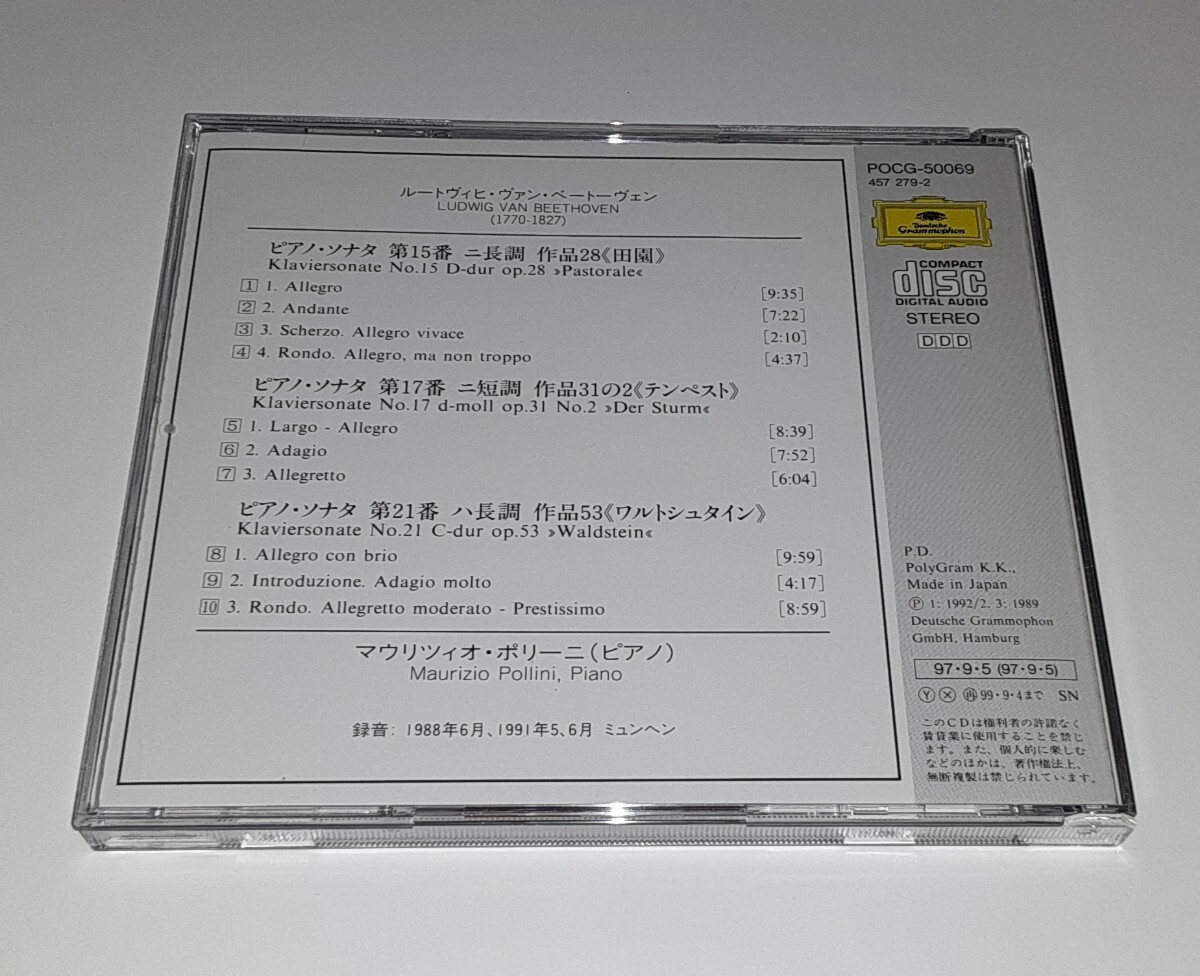 ルートヴィヒ・ヴァン・ベートーヴェン
LUDWIG VAN BEETHOVEN
(1770-1827)
ピアノ・ソナタ 第15番 ニ長調 作品28《田園》
Klaviersonate No.15 D-dur op.28 »Pastorale«
1 1. Allegro [9:35]
2 2. Andante [7:22]
3 3. Scherzo. Allegro vivace [2:10]
4 4. Rondo. Allegro, ma non troppo [4:37]
ピアノ・ソナタ 第17番 ニ短調 作品31の2《テンペスト》
Klaviersonate No.17 d-moll op.31 No.2 »Der Sturm«
5 1. Largo - Allegro [8:39]
6 2. Adagio [7:52]
7 3. Allegretto [6:04]
ピアノ・ソナタ 第21番 ハ長調 作品53《ワルトシュタイン》
Klaviersonate No.21 C-dur op.53 »Waldstein«
8 1. Allegro con brio [9:59]
9 2. Introduzione. Adagio molto [4:17]
10 3. Rondo. Allegretto moderato - Prestissimo [8:59]
マウリツィオ・ポリーニ(ピアノ)
Maurizio Pollini, Piano
録音: 1988年6月、1991年5、6月 ミュンヘン
POCG-50069
457 279-2
Deutsche
Grammophon
COMPACT
disc
DIGITAL AUDIO
STEREO
DDD
P.D.
PolyGram K.K.,
Made in Japan
Ⓟ 1: 1992/2, 3: 1989
Deutsche Grammophon
GmbH, Hamburg
97・9・5 (97・9・5)
Ⓨ Ⓧ 再 99・9・4まで SN
このCDは権利者の許諾なく
賃貸業に使用することを禁じ
ます。また、個人的に楽しむ
などのほかは、著作権法上、
無断複製は禁じられています。